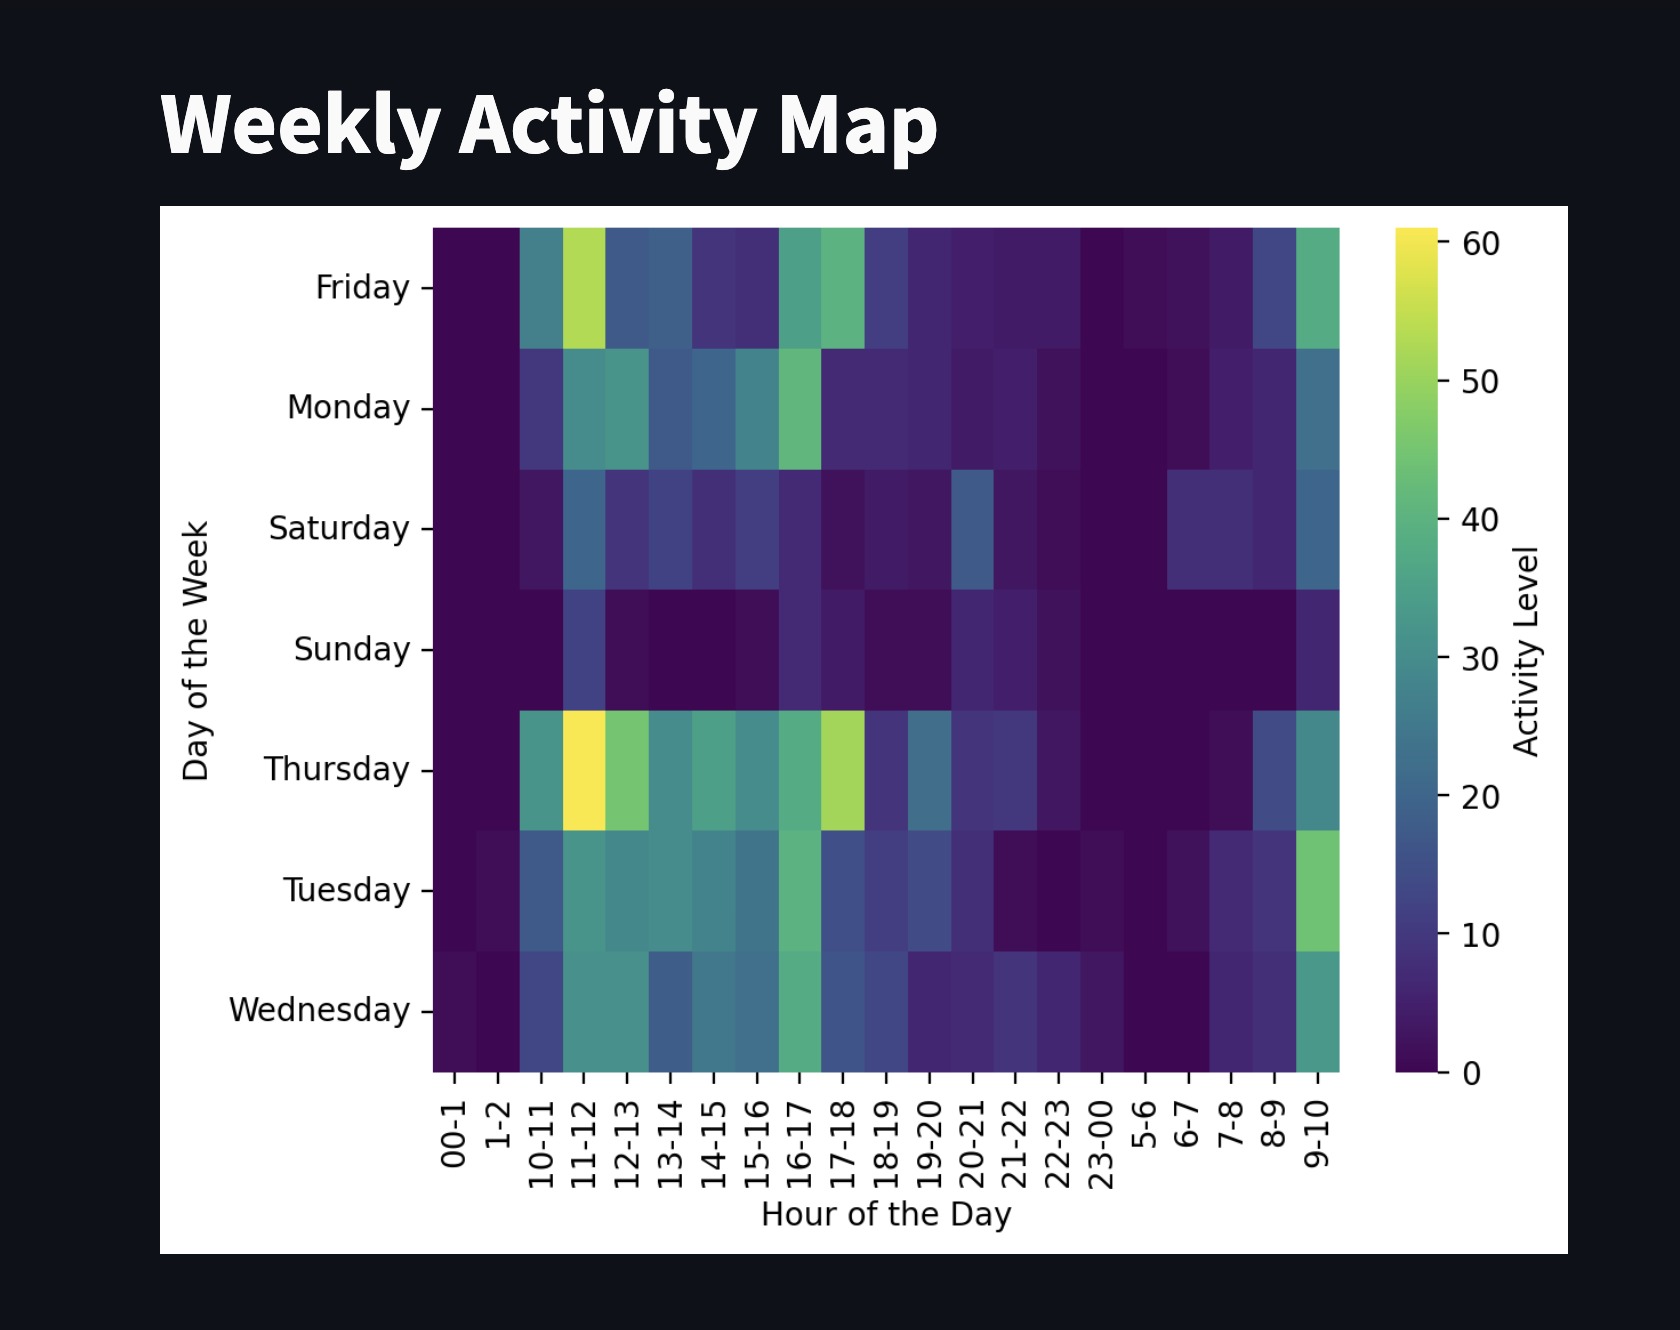 Weekly Activity Map
Friday
Monday
Saturday
Sunday
Thursday
Tuesday
Wednesday
Day of the Week
00-1
1-2
10-11
11-12
12-13
13-14
14-15
15-16
16-17
17-18
18-19
19-20
20-21
21-22
22-23
23-00
5-6
6-7
7-8
8-9
9-10
Hour of the Day
60
50
40
30
20
10
0
Activity Level